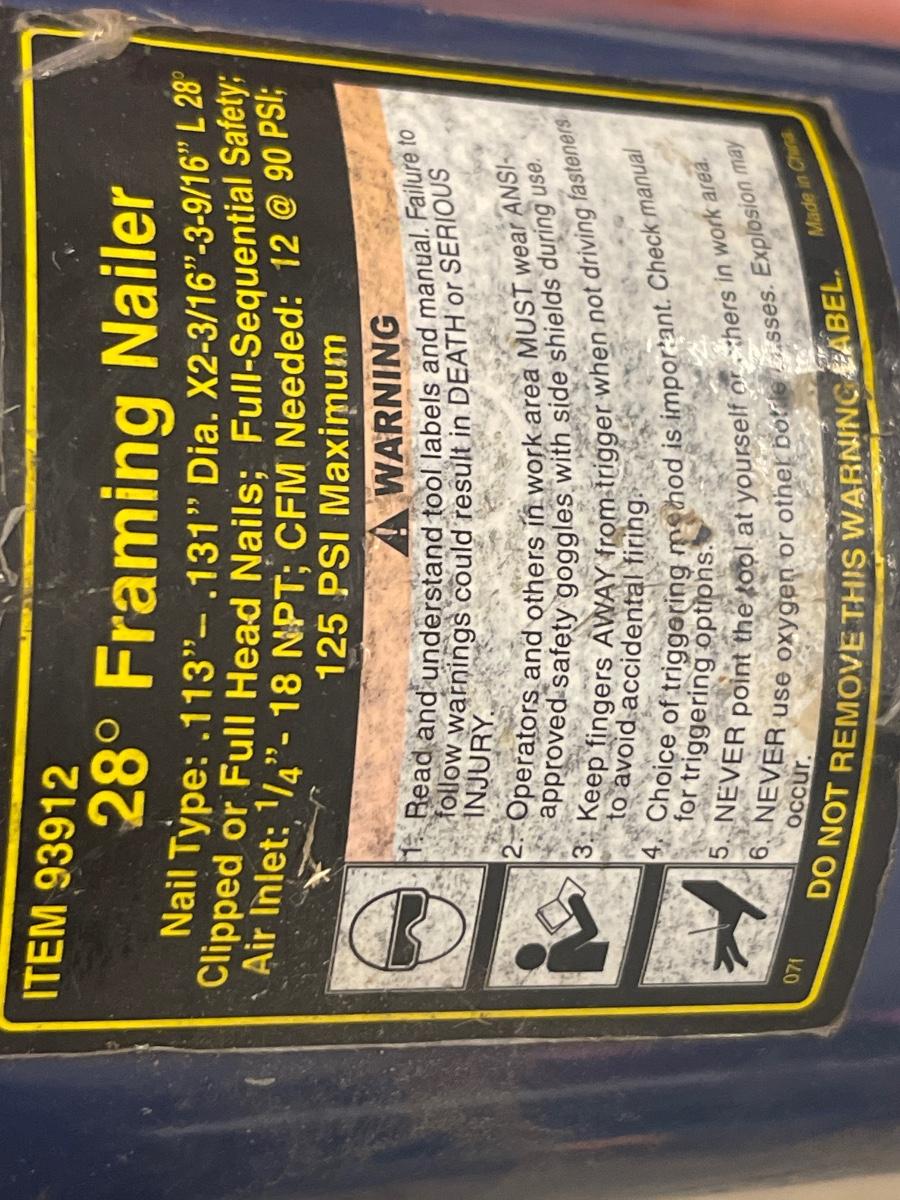 ITEM 93912
28° Framing Nailer
Nail Type: .113”– .131” Dia. X2-3/16”-3-9/16” L 28°
Clipped or Full Head Nails; Full-Sequential Safety;
Air Inlet: 1/4”- 18 NPT; CFM Needed: 12 @ 90 PSI;
125 PSI Maximum
⚠ WARNING
1. Read and understand tool labels and manual. Failure to
follow warnings could result in DEATH or SERIOUS
INJURY.
2. Operators and others in work area MUST wear ANSI-
approved safety goggles with side shields during use.
3. Keep fingers AWAY from trigger when not driving fasteners
to avoid accidental firing.
4. Choice of triggering method is important. Check manual
for triggering options.
5. NEVER point the tool at yourself or others in work area.
6. NEVER use oxygen or other bottle gasses. Explosion may
occur.
DO NOT REMOVE THIS WARNING LABEL.
07f
Made in China